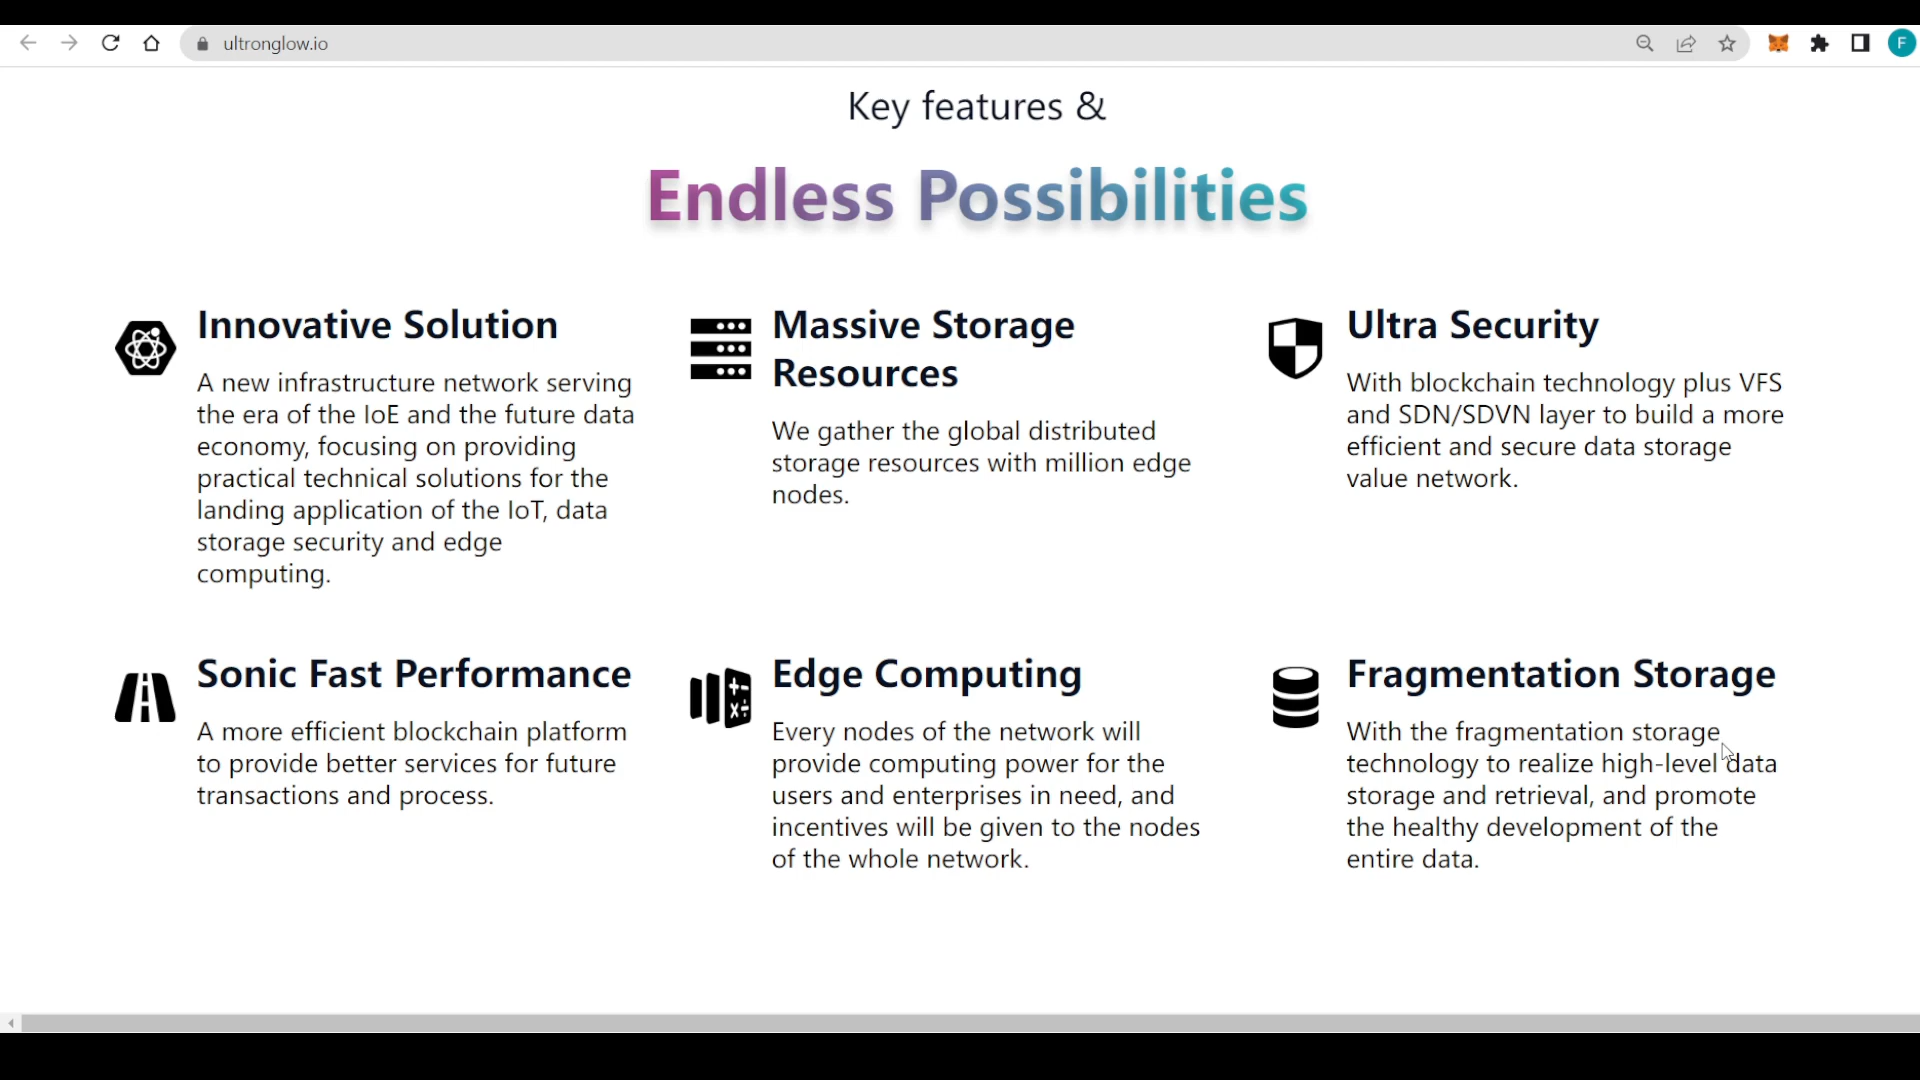 ultronglow.io
F
Key features &
Endless Possibilities
Innovative Solution
A new infrastructure network serving
the era of the IoE and the future data
economy, focusing on providing
practical technical solutions for the
landing application of the IoT, data
storage security and edge
computing.
Massive Storage
Resources
We gather the global distributed
storage resources with million edge
nodes.
Ultra Security
With blockchain technology plus VFS
and SDN/SDVN layer to build a more
efficient and secure data storage
value network.
Sonic Fast Performance
A more efficient blockchain platform
to provide better services for future
transactions and process.
Edge Computing
Every nodes of the network will
provide computing power for the
users and enterprises in need, and
incentives will be given to the nodes
of the whole network.
Fragmentation Storage
With the fragmentation storage
technology to realize high-level data
storage and retrieval, and promote
the healthy development of the
entire data.